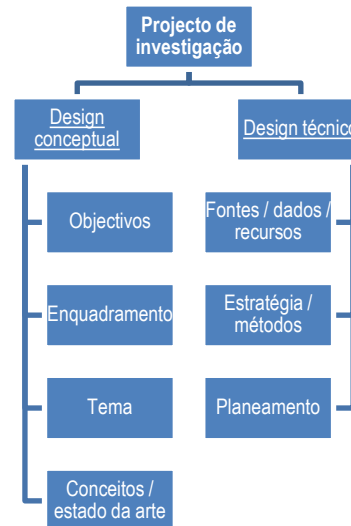 Projecto de
investigação
Design
conceptual
Design técnico
Objectivos
Fontes / dados /
recursos
Enquadramento
Estratégia /
métodos
Tema
Planeamento
Conceitos /
estado da arte